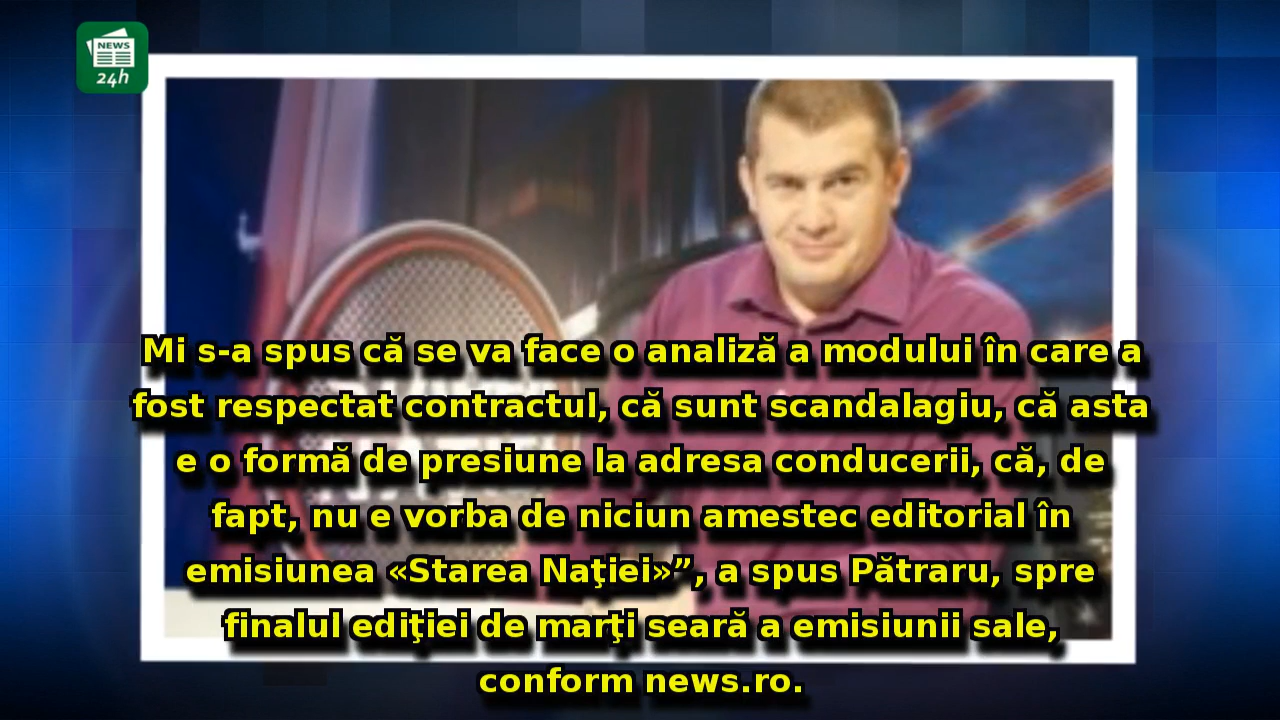 NEWS
24h
Mi s-a spus că se va face o analiză a modului în care a
fost respectat contractul, că sunt scandalagiu, că asta
e o formă de presiune la adresa conducerii, că, de
fapt, nu e vorba de niciun amestec editorial în
emisiunea «Starea Naţiei»”, a spus Pătraru, spre
finalul ediţiei de marţi seară a emisiunii sale,
conform news.ro.